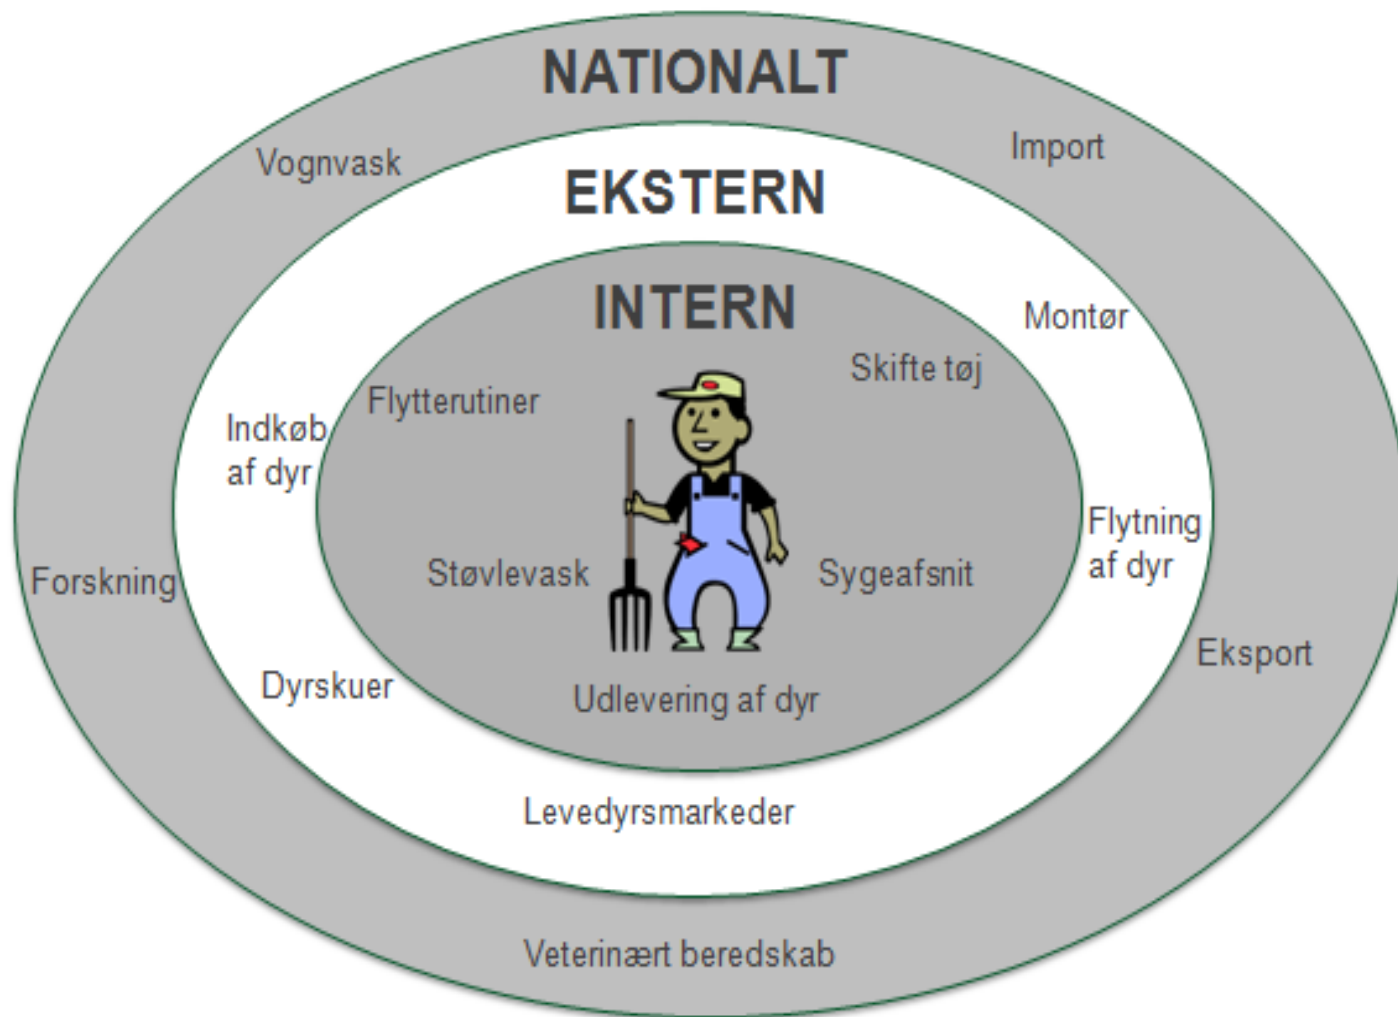 NATIONALT
Vognvask
Import
EKSTERN
INTERN
Montør
Skifte tøj
Flytterutiner
Indkøb
af dyr
Flytning
af dyr
Støvlevask
Sygeafsnit
Forskning
Eksport
Dyrskuer
Udlevering af dyr
Levedyrsmarkeder
Veterinært beredskab